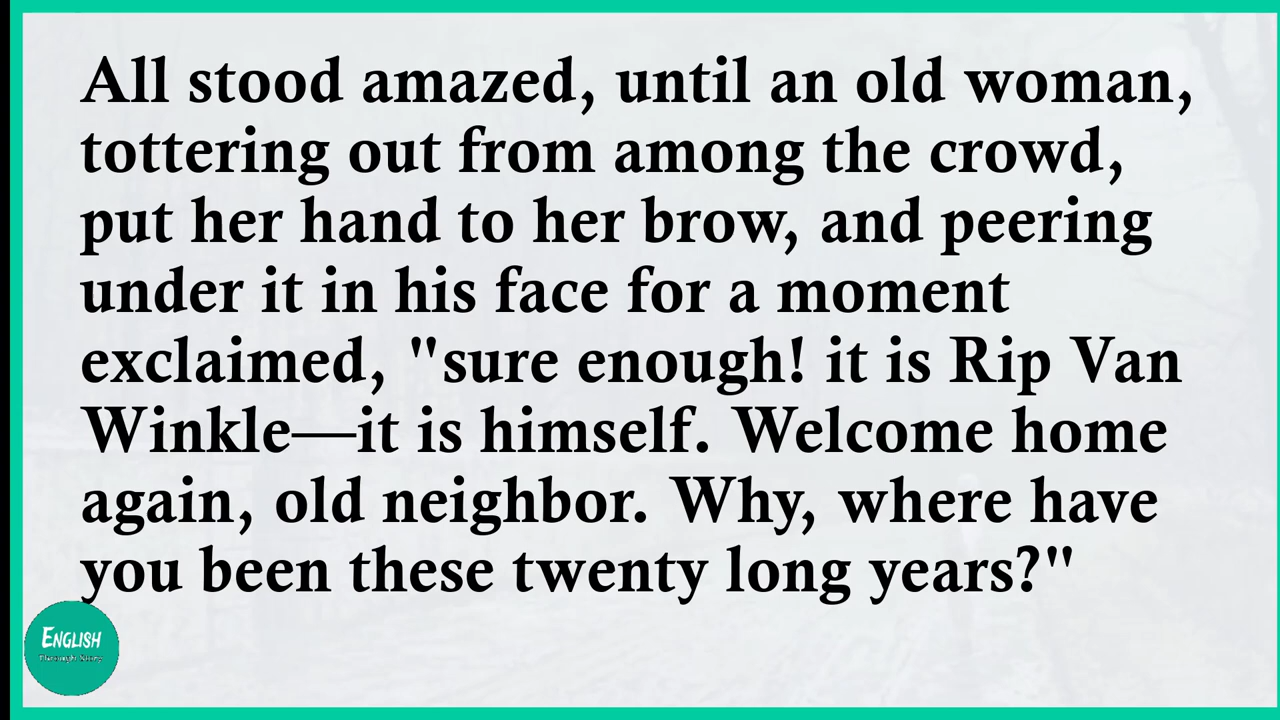 All stood amazed, until an old woman,
tottering out from among the crowd,
put her hand to her brow, and peering
under it in his face for a moment
exclaimed, "sure enough! it is Rip Van
Winkle—it is himself. Welcome home
again, old neighbor. Why, where have
you been these twenty long years?"
ENGLISH
Through Story